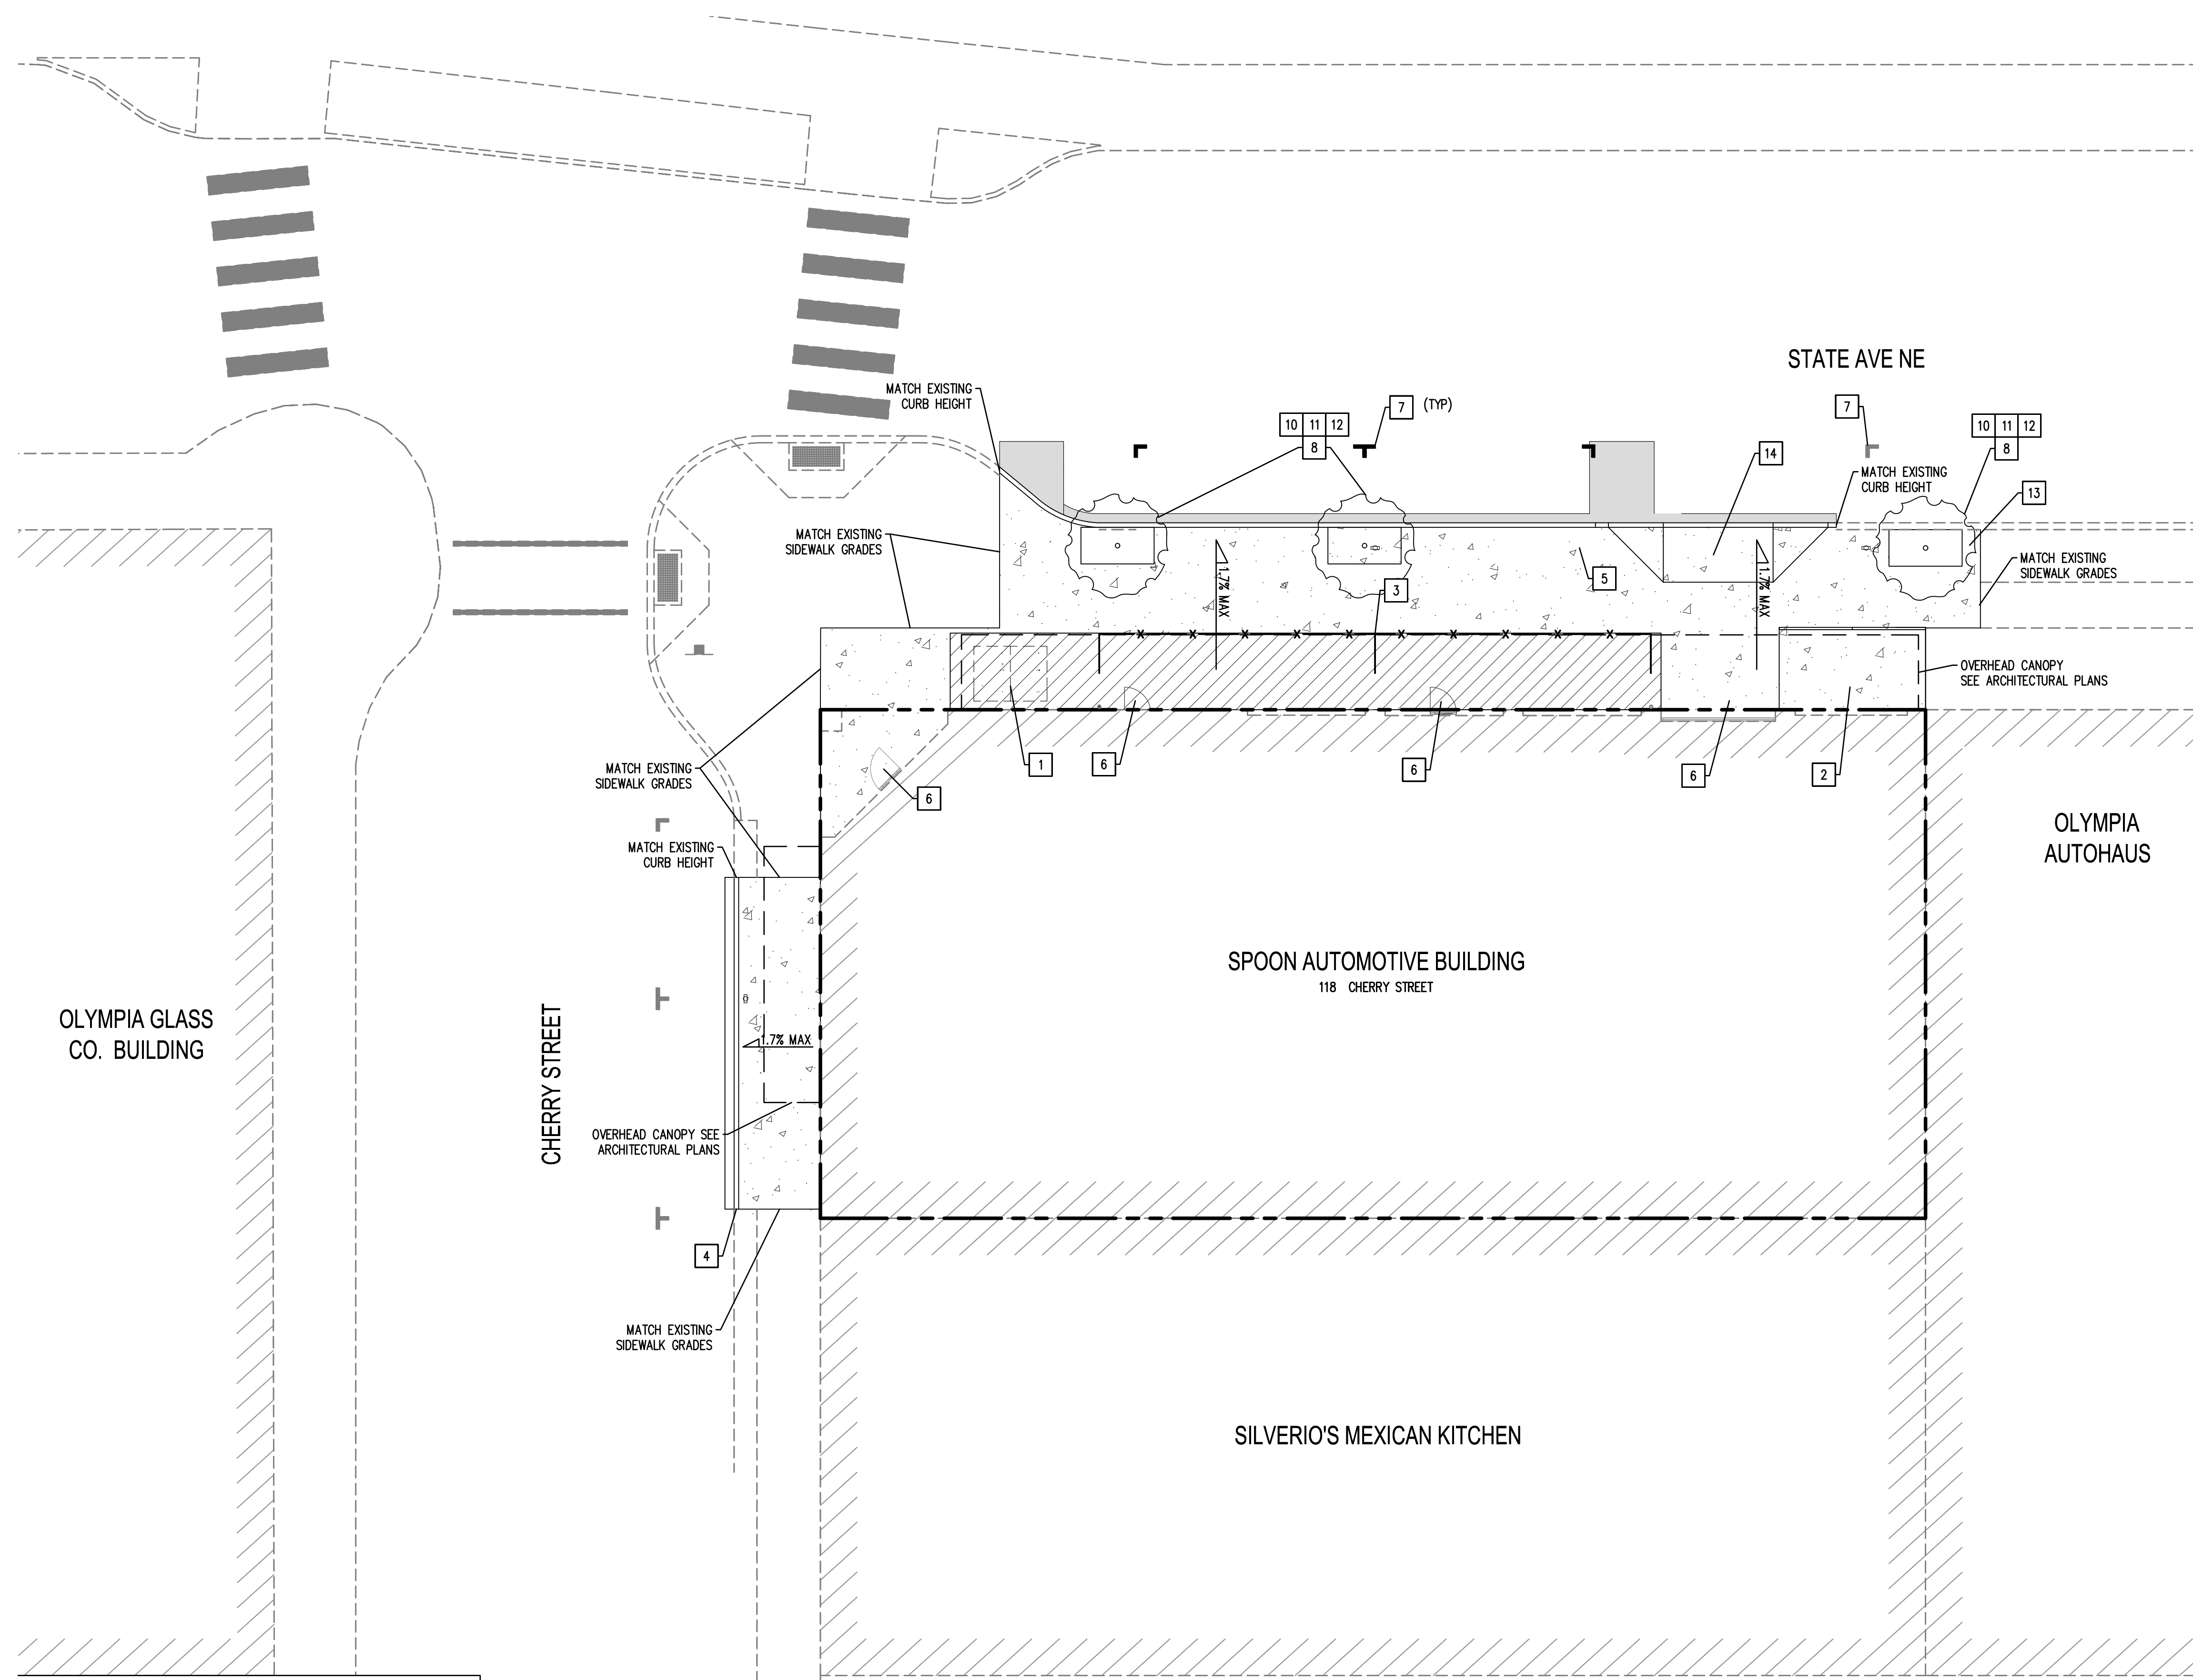 STATE AVE NE
MATCH EXISTING
CURB HEIGHT
7 (TYP)
7
10 11 12
8
10 11 12
8
14
MATCH EXISTING
CURB HEIGHT
13
MATCH EXISTING
SIDEWALK GRADES
1.7% MAX
3
5
1.7% MAX
MATCH EXISTING
SIDEWALK GRADES
X X X X X X X X X X
OVERHEAD CANOPY
SEE ARCHITECTURAL PLANS
MATCH EXISTING
SIDEWALK GRADES
1
6
6
6
2
6
MATCH EXISTING
CURB HEIGHT
OLYMPIA
AUTOHAUS
SPOON AUTOMOTIVE BUILDING
118 CHERRY STREET
OLYMPIA GLASS
CO. BUILDING
CHERRY STREET
1.7% MAX
OVERHEAD CANOPY SEE
ARCHITECTURAL PLANS
4
MATCH EXISTING
SIDEWALK GRADES
SILVERIO'S MEXICAN KITCHEN